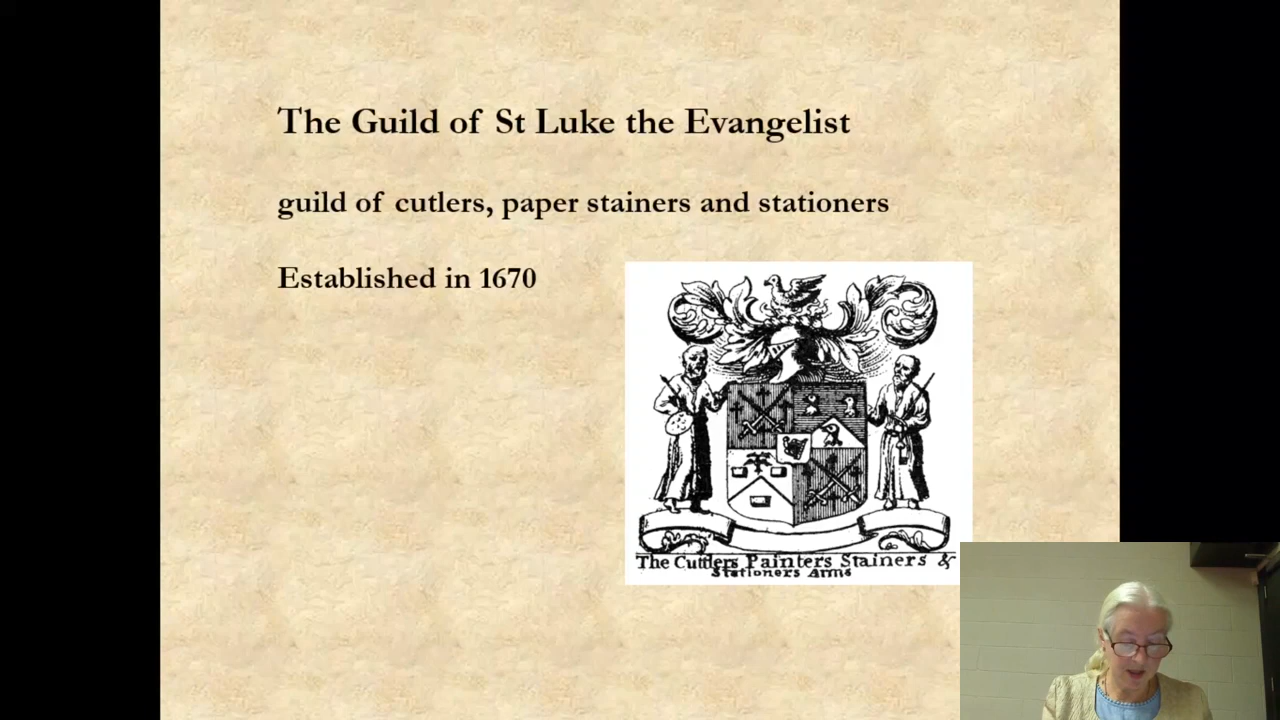 The Guild of St Luke the Evangelist
guild of cutlers, paper stainers and stationers
Established in 1670
The Cuttlers Painters Stainers &
Stationers Arms